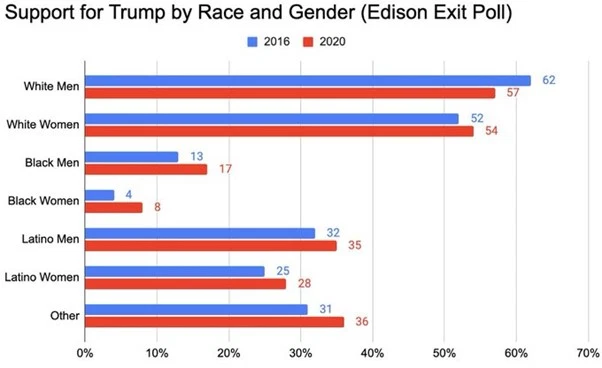 Support for Trump by Race and Gender (Edison Exit Poll)
2016 2020
White Men 62
57
White Women 52
54
Black Men 13
17
Black Women 4
8
Latino Men 32
35
Latino Women 25
28
Other 31
36
0% 10% 20% 30% 40% 50% 60% 70%